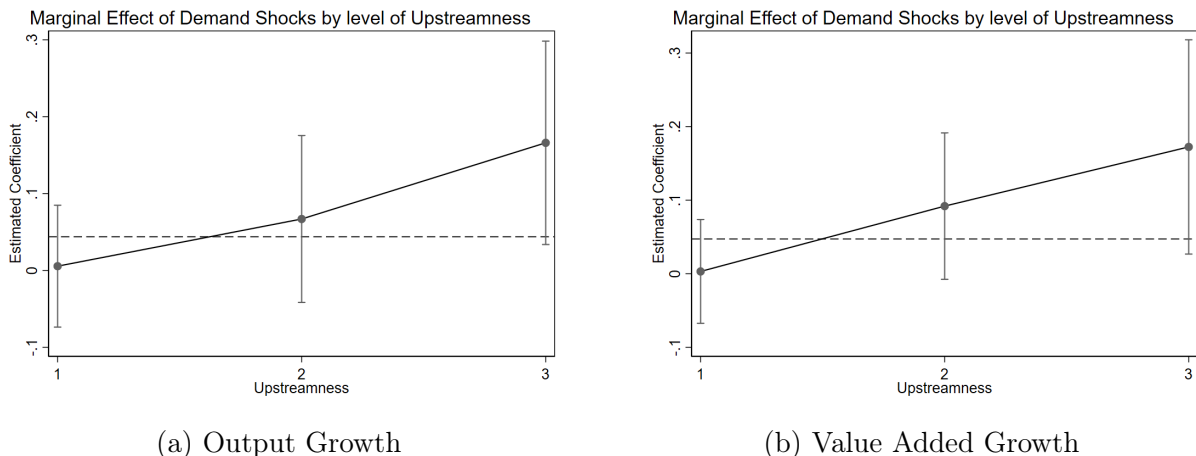 Marginal Effect of Demand Shocks by level of Upstreamness
Estimated Coefficient
.3
.2
.1
0
-.1
1
2
3
Upstreamness
(a) Output Growth
Marginal Effect of Demand Shocks by level of Upstreamness
Estimated Coefficient
.3
.2
.1
0
-.1
1
2
3
Upstreamness
(b) Value Added Growth